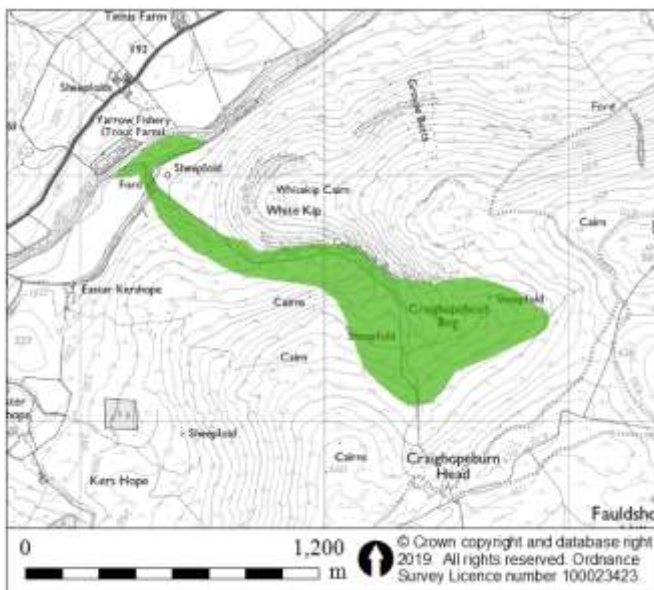 Tinnis Farm
Sheepfolds
Yarrow Fishery
(Trout Farm)
Sheepfold
Ford
Whitekip Cairn
White Kip
Grouse Butts
Ford
Cairn
Easter Kershope
Cairns
Cairn
Sheepfold
Craighopehead
Bog
Sheepfold
Sheepfold
Kers Hope
Cairns
Craighopeburn
Head
Fauldsho
0
1,200
m
© Crown copyright and database right
2019. All rights reserved. Ordnance
Survey Licence number 100023423.